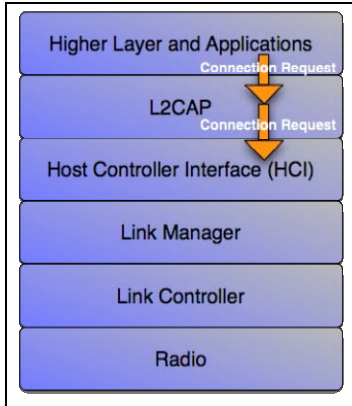 Higher Layer and Applications
Connection Request
L2CAP
Connection Request
Host Controller Interface (HCI)
Link Manager
Link Controller
Radio